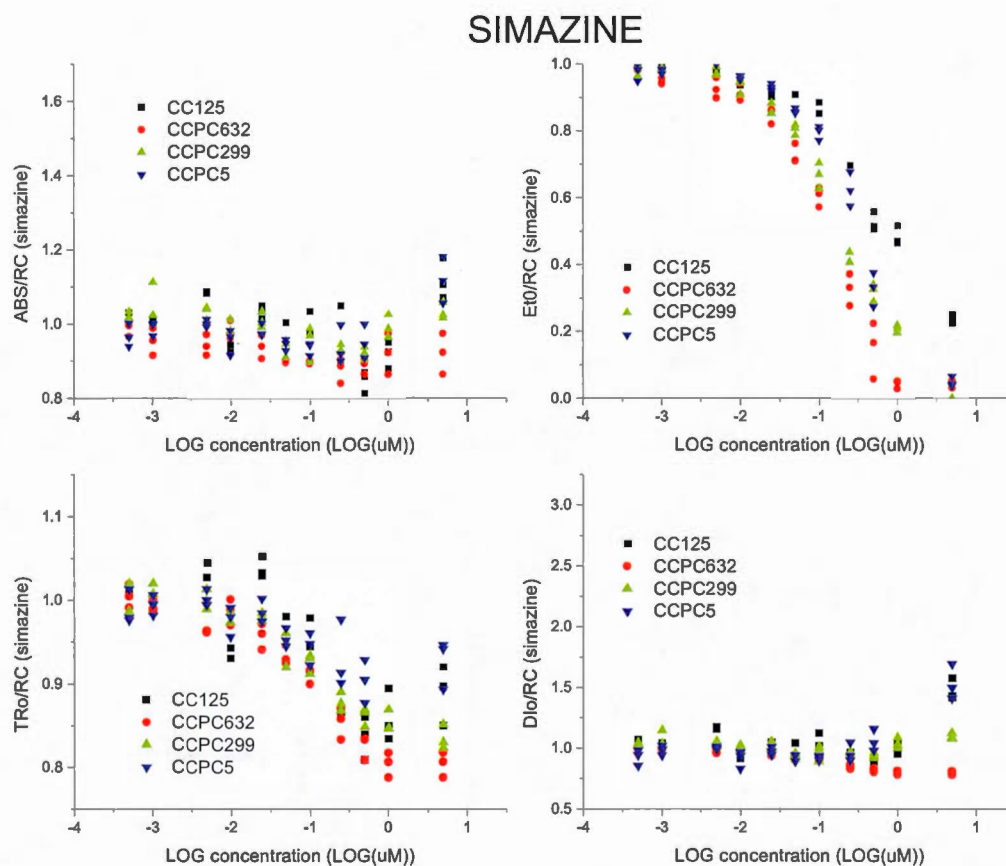 SIMAZINE
ABS/RC (simazine)
1.6
1.4
1.2
1.0
0.8
CC125
CCPC632
CCPC299
CCPC5
-4
-3
-2
-1
0
1
LOG concentration (LOG(uM))
Et0/RC (simazine)
1.0
0.8
0.6
0.4
0.2
0.0
CC125
CCPC632
CCPC299
CCPC5
-4
-3
-2
-1
0
1
LOG concentration (LOG(uM))
TRo/RC (simazine)
1.1
1.0
0.9
0.8
CC125
CCPC632
CCPC299
CCPC5
-4
-3
-2
-1
0
1
LOG concentration (LOG(uM))
DIo/RC (simazine)
3.0
2.5
2.0
1.5
1.0
0.5
CC125
CCPC632
CCPC299
CCPC5
-4
-3
-2
-1
0
1
LOG concentration (LOG(uM))